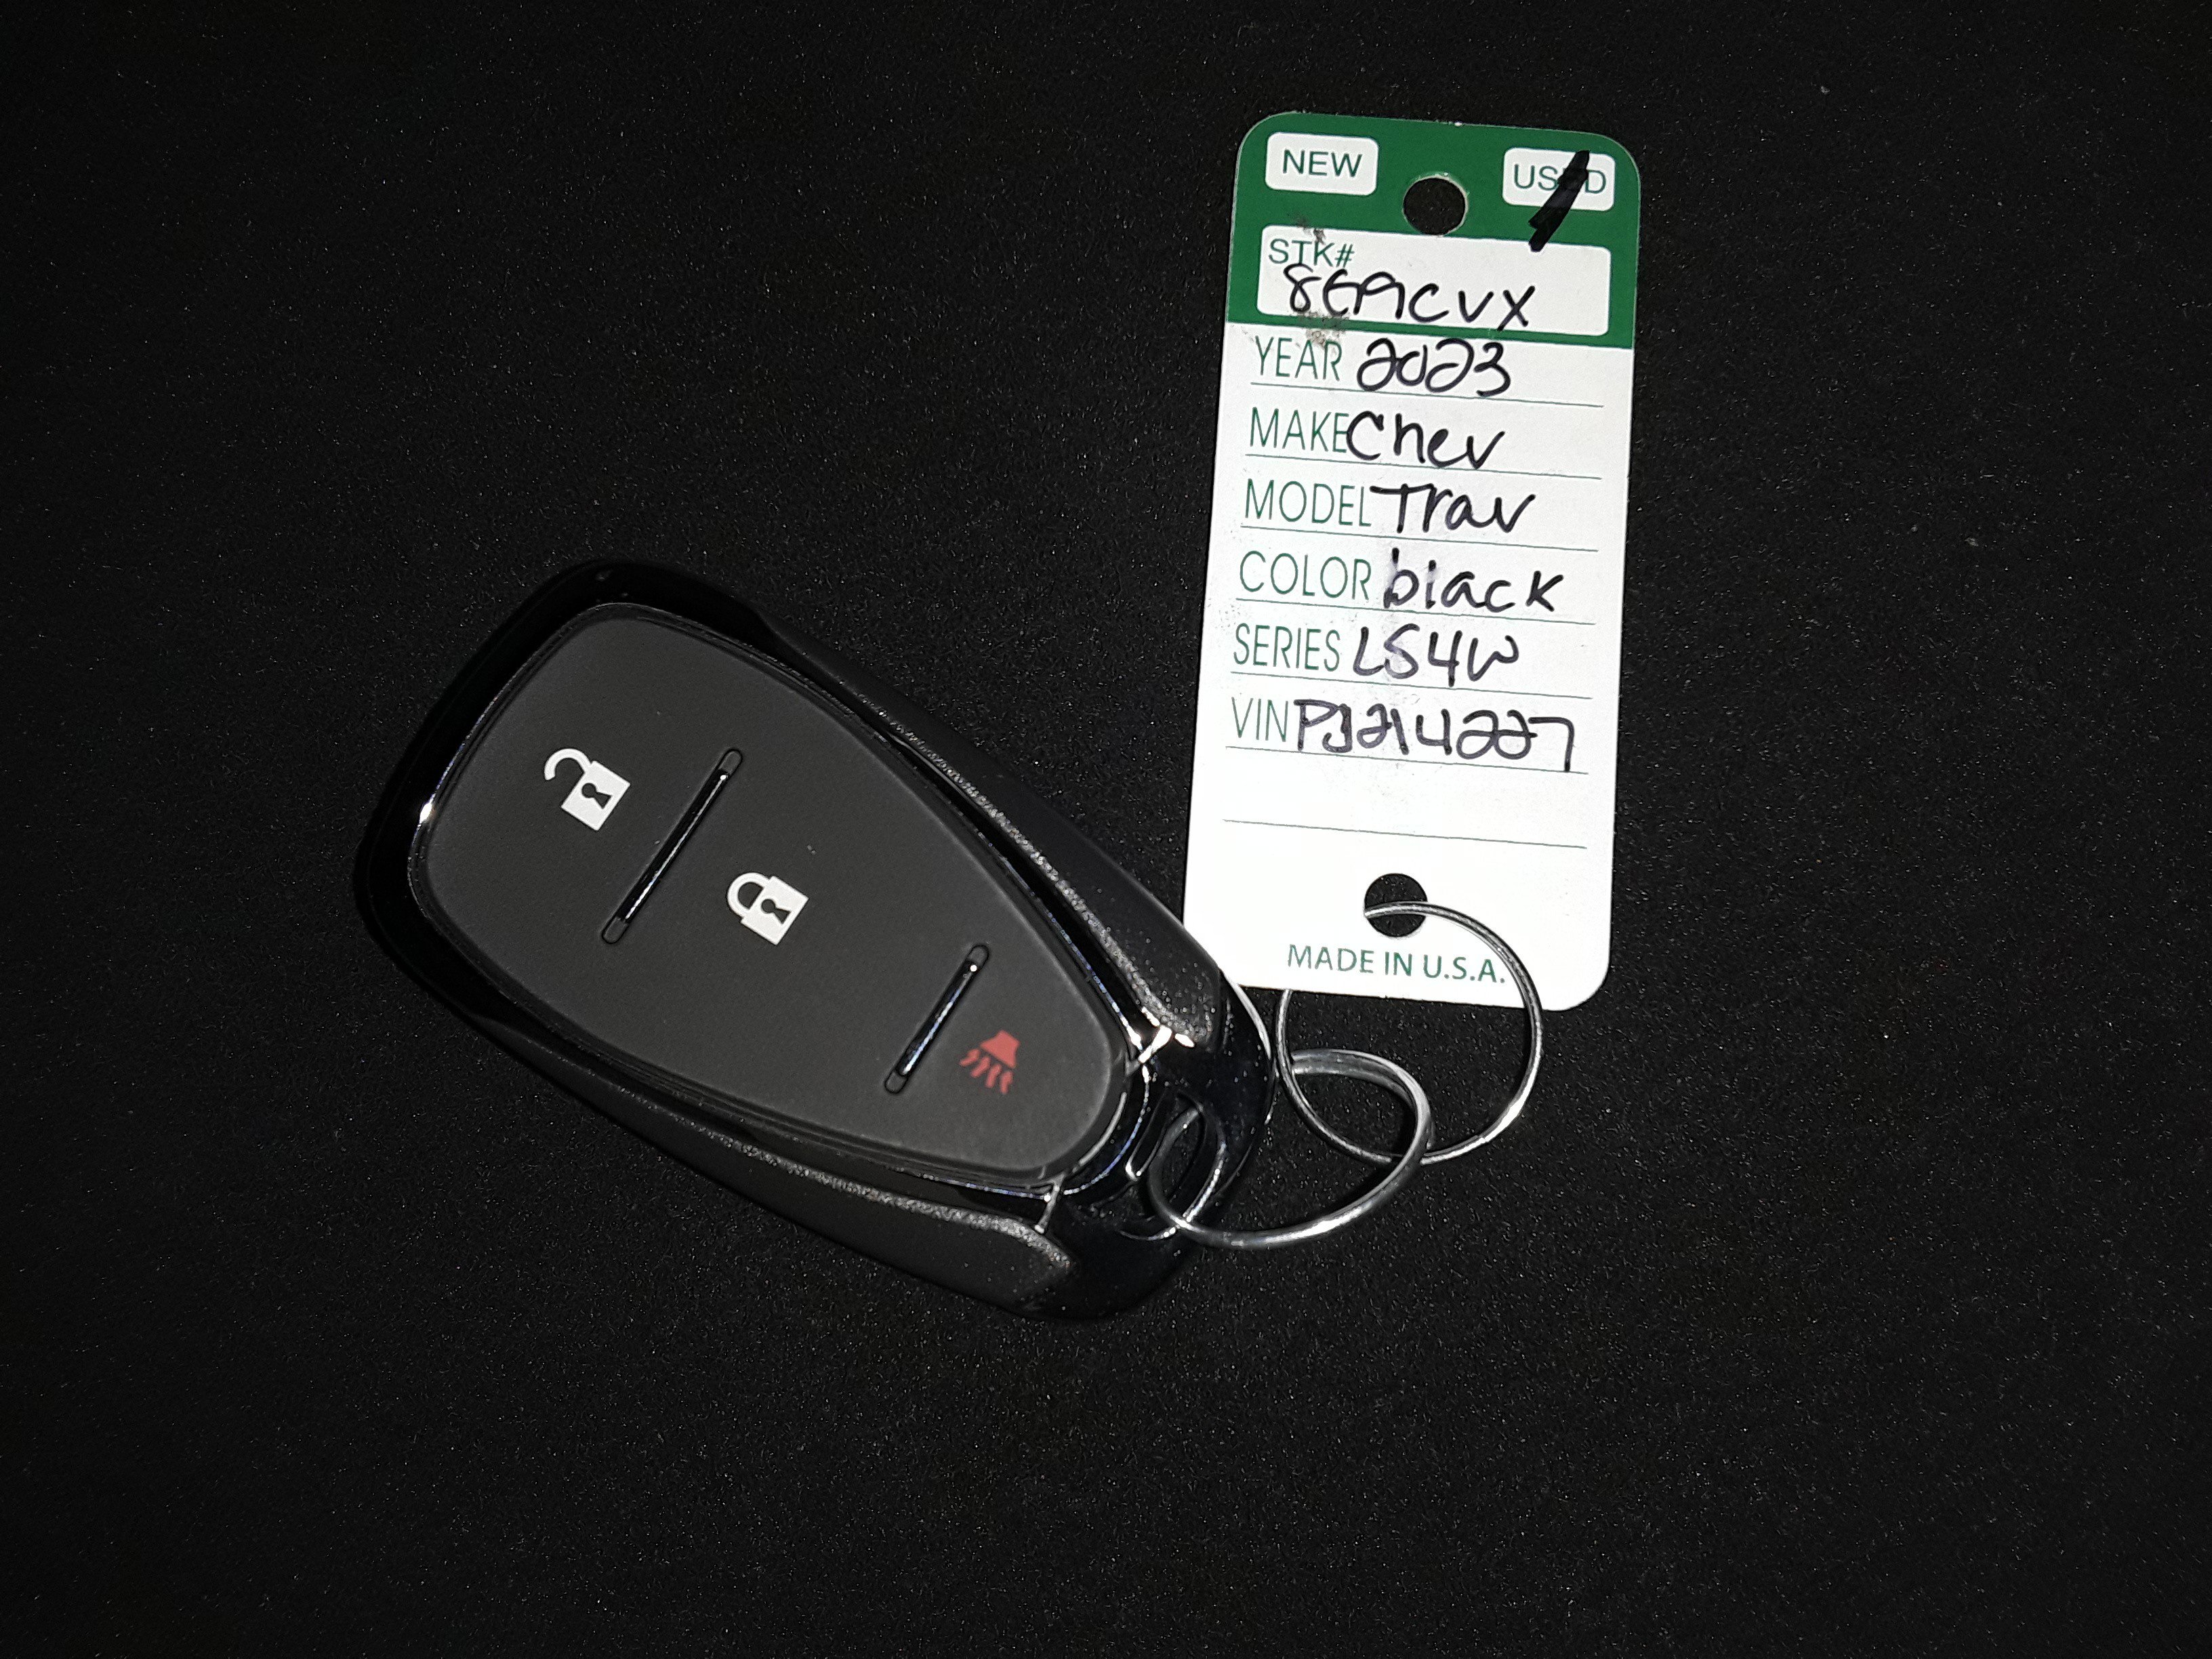 NEW USED
STK#
8E9CVX
YEAR 2023
MAKE Chev
MODEL Trav
COLOR black
SERIES LS4W
VIN PJ214227
MADE IN U.S.A.